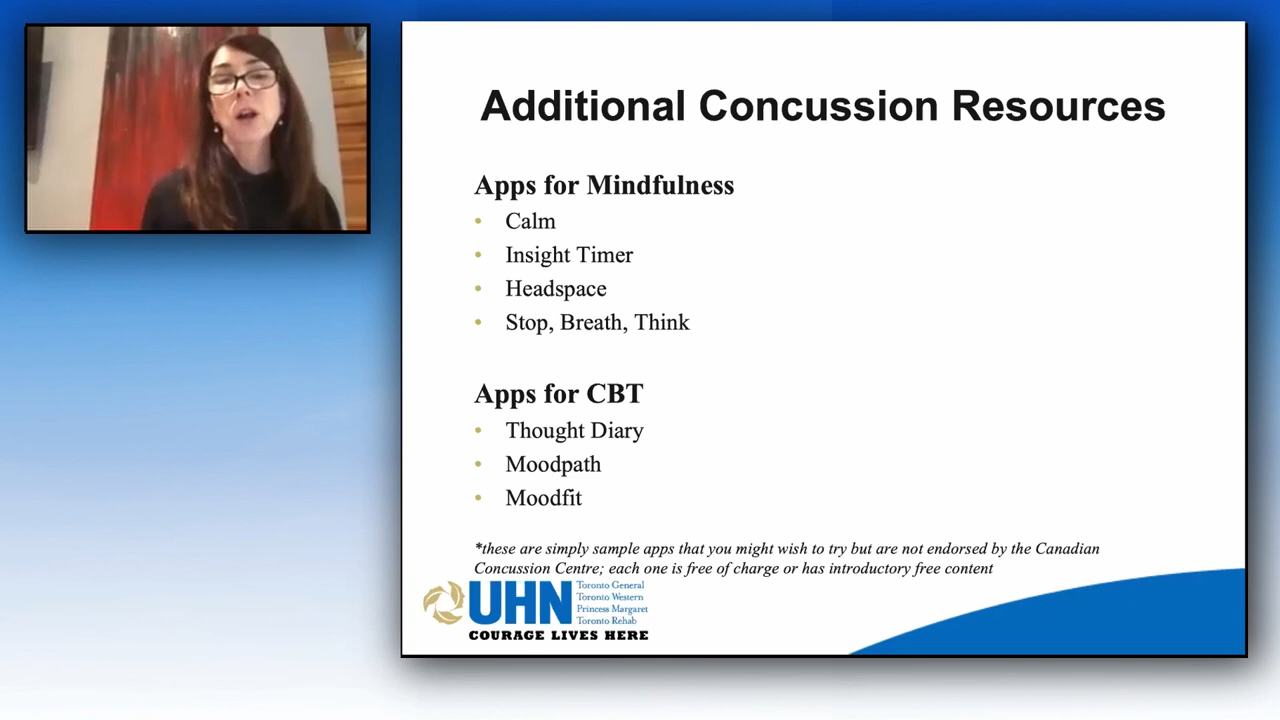 Additional Concussion Resources
Apps for Mindfulness
• Calm
• Insight Timer
• Headspace
• Stop, Breath, Think
Apps for CBT
• Thought Diary
• Moodpath
• Moodfit
*these are simply sample apps that you might wish to try but are not endorsed by the Canadian
Concussion Centre; each one is free of charge or has introductory free content
UHN
Toronto General
Toronto Western
Princess Margaret
Toronto Rehab
COURAGE LIVES HERE